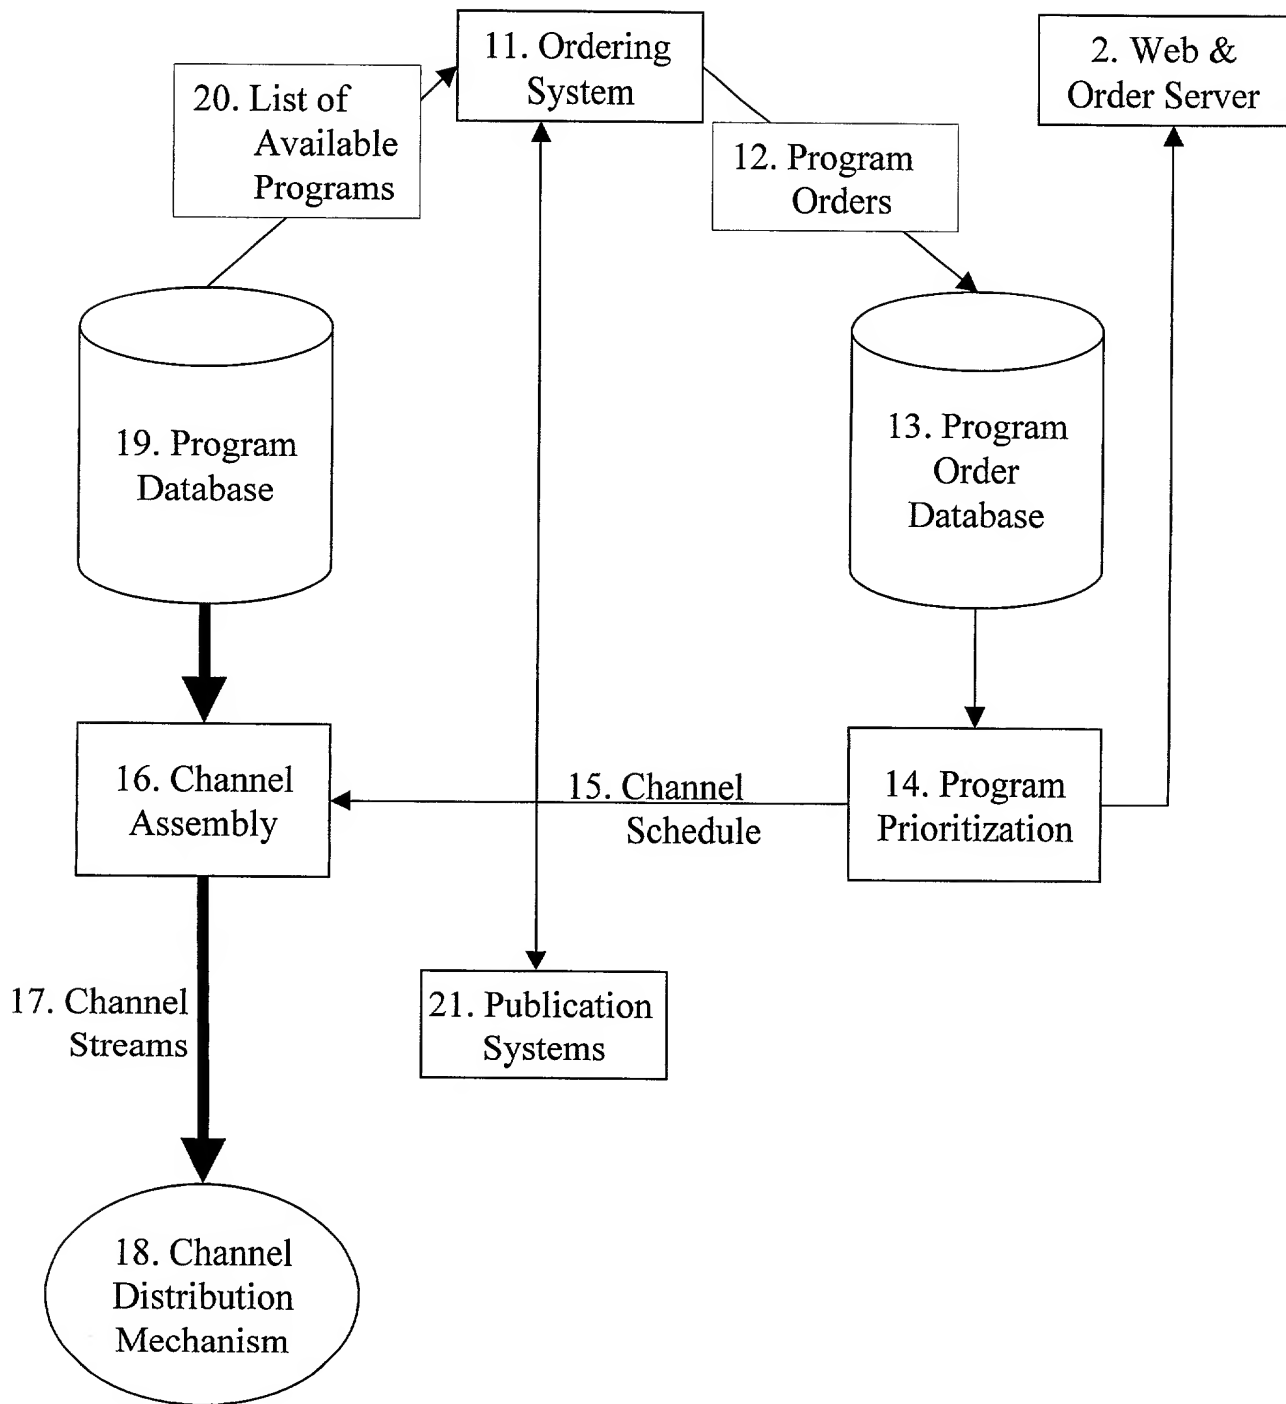 11. Ordering
System
2. Web &
Order Server
20. List of
Available
Programs
12. Program
Orders
19. Program
Database
13. Program
Order
Database
16. Channel
Assembly
15. Channel
Schedule
14. Program
Prioritization
17. Channel
Streams
21. Publication
Systems
18. Channel
Distribution
Mechanism